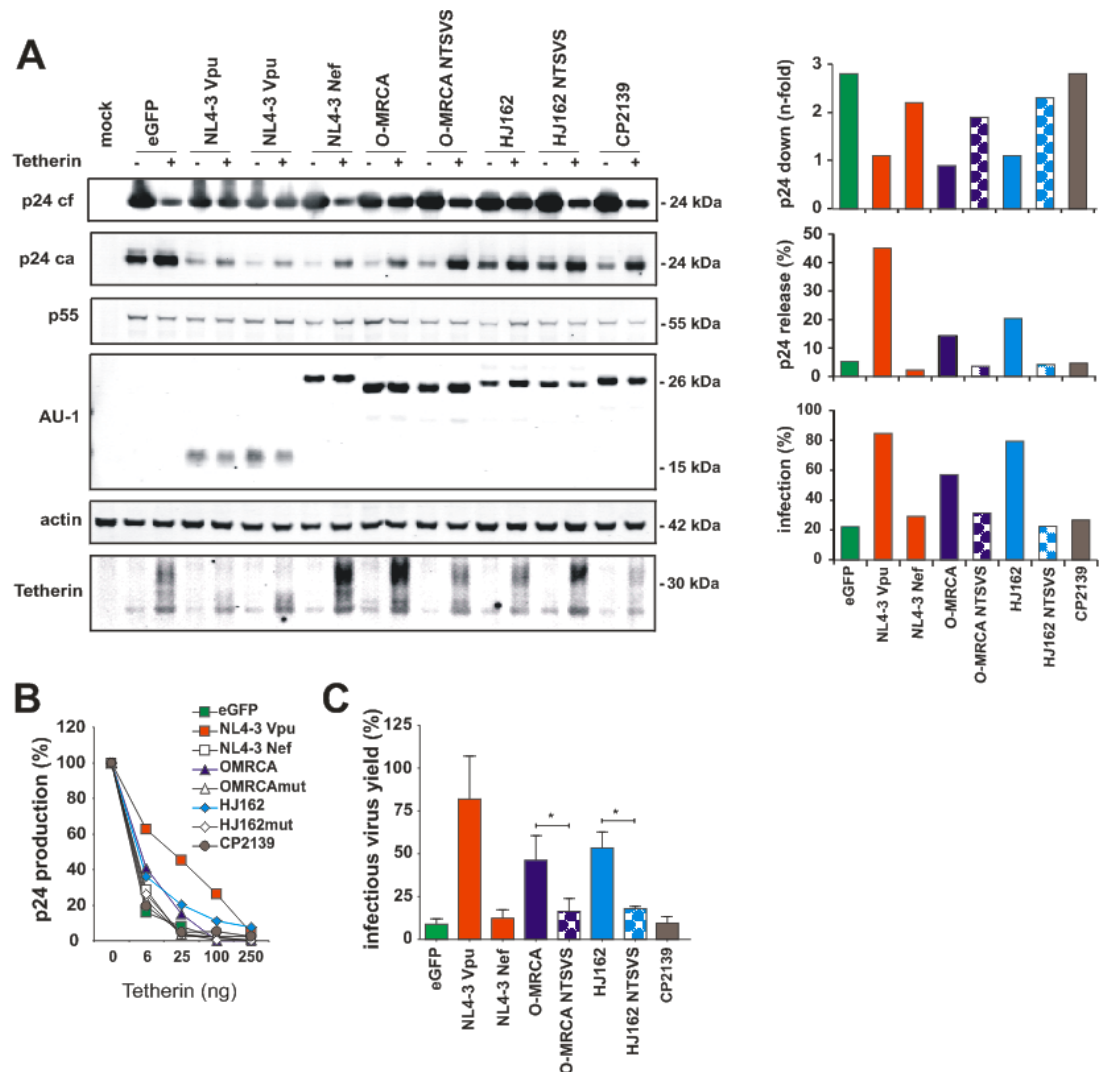 A
mock
eGFP
NL4-3 Vpu
NL4-3 Vpu
NL4-3 Nef
O-MRCA
O-MRCA NTSVS
HJ162
HJ162 NTSVS
CP2139
Tetherin - + - + - + - + - + - + - + - + - +
p24 cf - 24 kDa
p24 ca - 24 kDa
p55 - 55 kDa
AU-1 - 26 kDa
- 15 kDa
actin - 42 kDa
Tetherin - 30 kDa
p24 down (n-fold)
3
2
1
0
p24 release (%)
50
40
30
20
10
0
infection (%)
100
80
60
40
20
0
eGFP
NL4-3 Vpu
NL4-3 Nef
O-MRCA
O-MRCA NTSVS
HJ162
HJ162 NTSVS
CP2139
B
p24 production (%)
120
100
80
60
40
20
0
0 6 25 100 250
Tetherin (ng)
eGFP
NL4-3 Vpu
NL4-3 Nef
OMRCA
OMRCAmut
HJ162
HJ162mut
CP2139
C
infectious virus yield (%)
125
100
75
50
25
0
* *
eGFP
NL4-3 Vpu
NL4-3 Nef
O-MRCA
O-MRCA NTSVS
HJ162
HJ162 NTSVS
CP2139